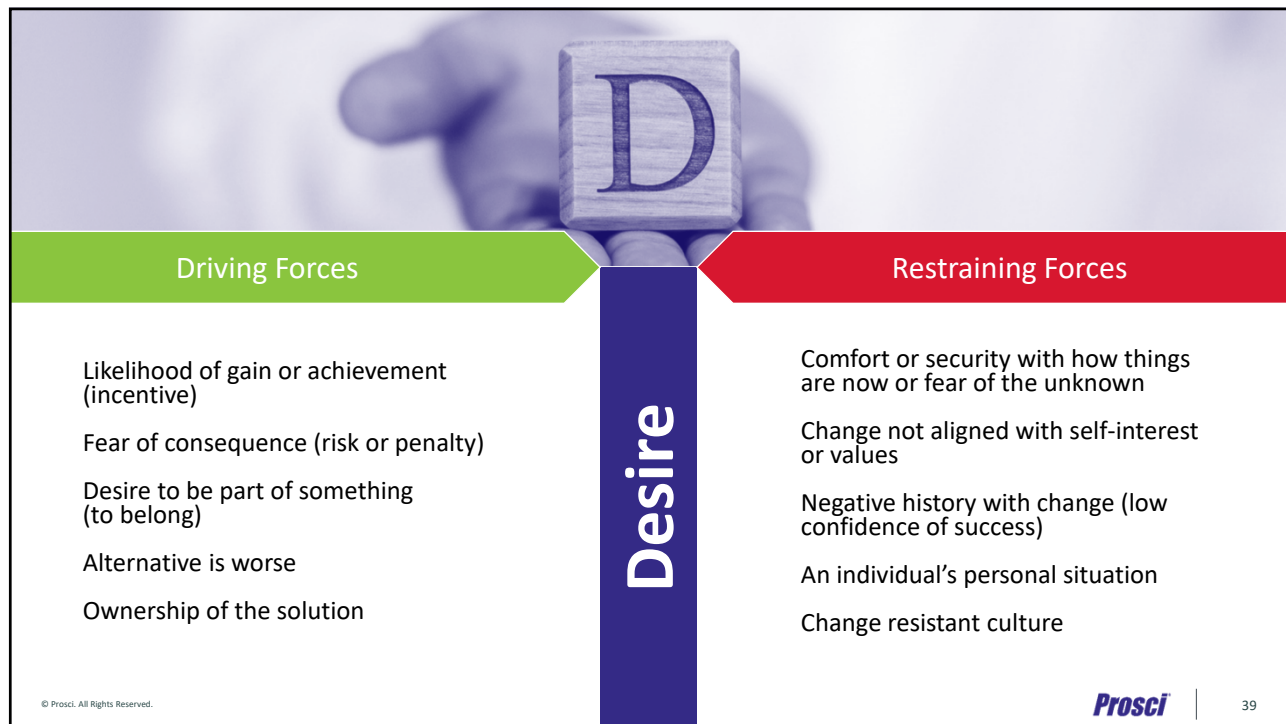 D
Driving Forces
Restraining Forces
Likelihood of gain or achievement
(incentive)
Fear of consequence (risk or penalty)
Desire to be part of something
(to belong)
Alternative is worse
Ownership of the solution
Desire
Comfort or security with how things
are now or fear of the unknown
Change not aligned with self-interest
or values
Negative history with change (low
confidence of success)
An individual’s personal situation
Change resistant culture
© Prosci. All Rights Reserved.
Prosci
39